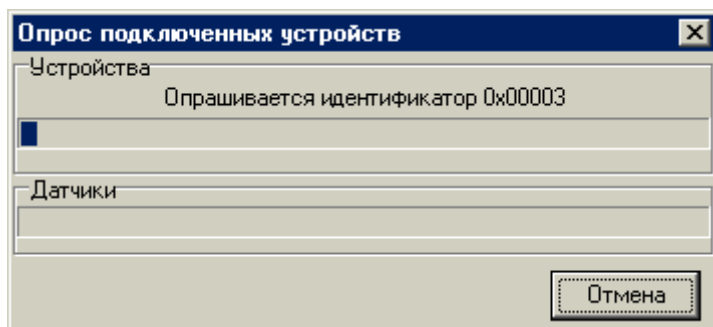 Опрос подключенных устройств
Устройства
Опрашивается идентификатор 0x00003
Датчики
Отмена